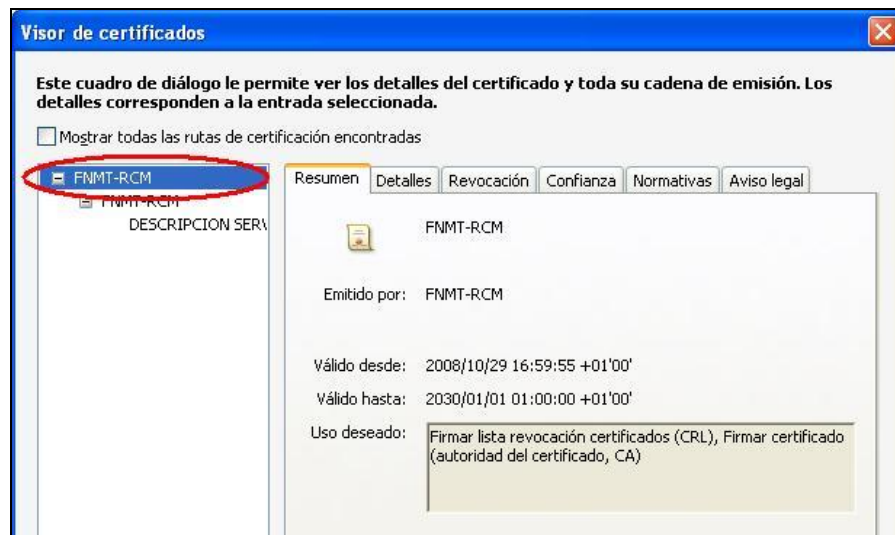 Visor de certificados
Este cuadro de diálogo le permite ver los detalles del certificado y toda su cadena de emisión. Los
detalles corresponden a la entrada seleccionada.
Mostrar todas las rutas de certificación encontradas
FNMT-RCM
FNMT-RCM
DESCRIPCION SERV
Resumen Detalles Revocación Confianza Normativas Aviso legal
FNMT-RCM
Emitido por: FNMT-RCM
Válido desde: 2008/10/29 16:59:55 +01'00'
Válido hasta: 2030/01/01 01:00:00 +01'00'
Uso deseado: Firmar lista revocación certificados (CRL), Firmar certificado
(autoridad del certificado, CA)